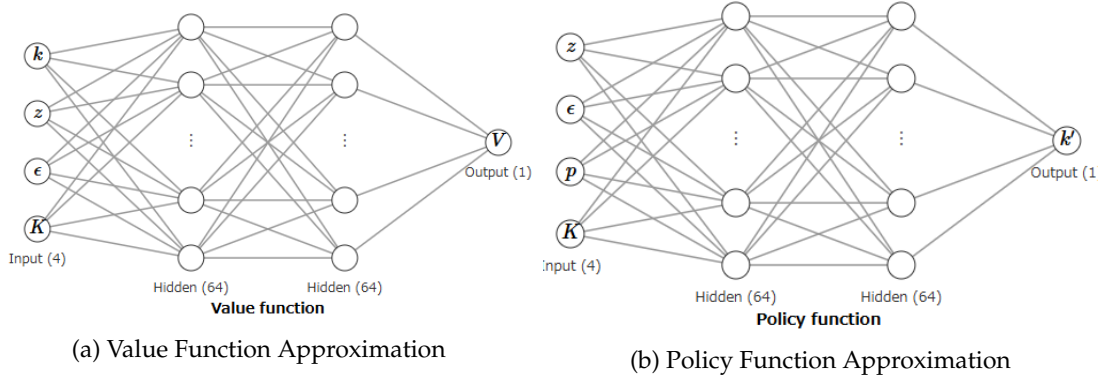 k
z
ϵ
K
Input (4)
⋮
⋮
Hidden (64)
Hidden (64)
V
Output (1)
Value function
(a) Value Function Approximation
z
ϵ
p
K
nput (4)
⋮
⋮
Hidden (64)
Hidden (64)
k′
Output (1
Policy function
(b) Policy Function Approximation